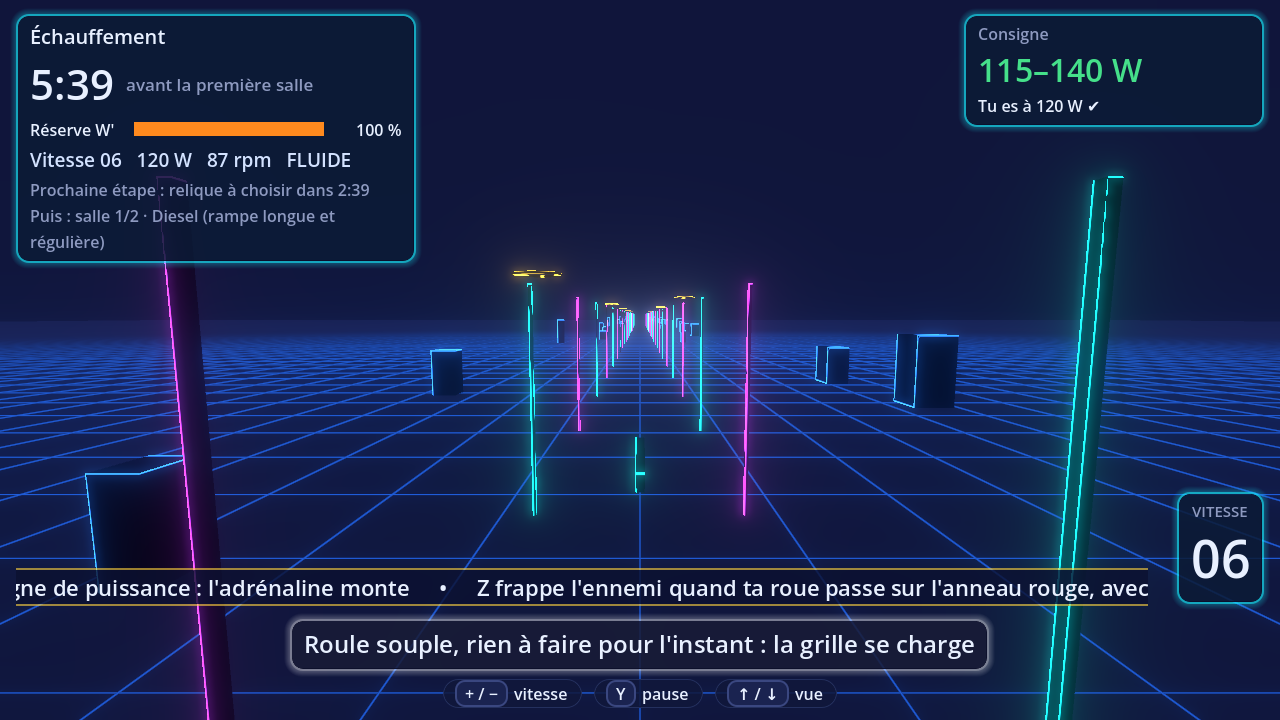 Échauffement
5:39 avant la première salle
Réserve W' 100 %
Vitesse 06 120 W 87 rpm FLUIDE
Prochaine étape : relique à choisir dans 2:39
Puis : salle 1/2 · Diesel (rampe longue et
régulière)
Consigne
115–140 W
Tu es à 120 W ✔
VITESSE
06
de puissance : l'adrénaline monte • Z frappe l'ennemi quand ta roue passe sur l'anneau rouge, avec
Roule souple, rien à faire pour l'instant : la grille se charge
+ / − vitesse Y pause ↑ / ↓ vue